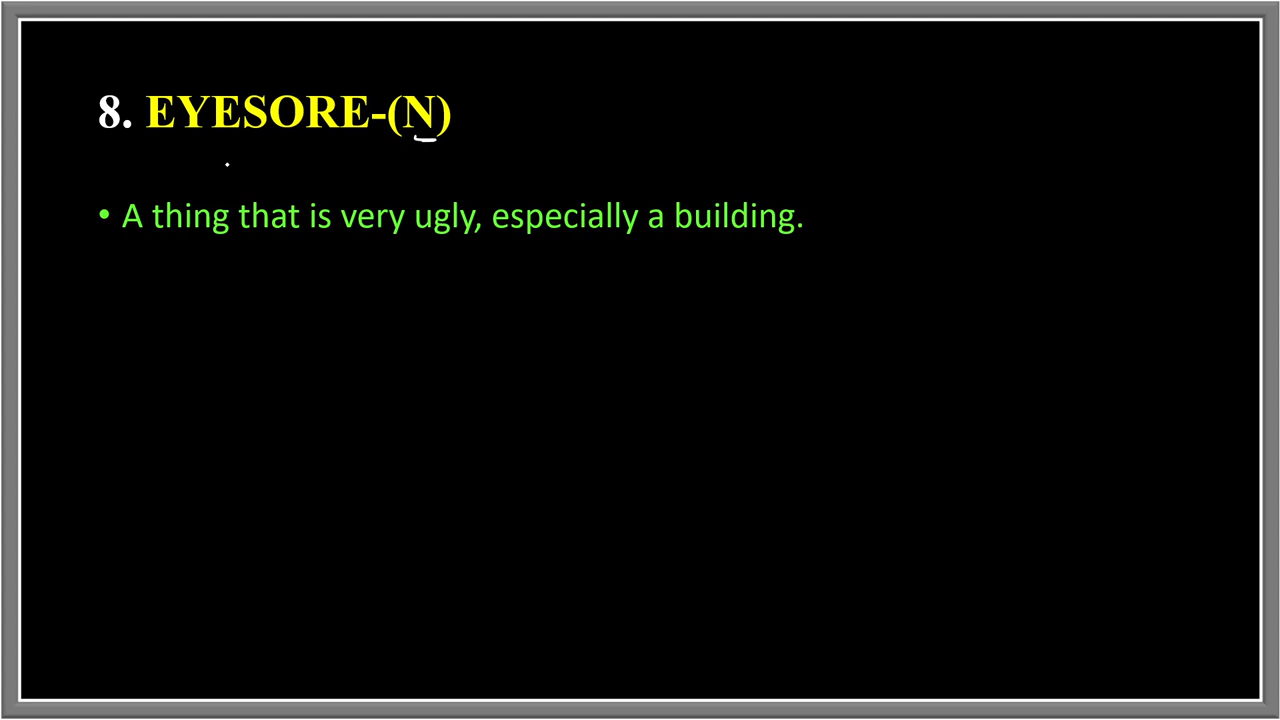 8. EYESORE-(N)
• A thing that is very ugly, especially a building.